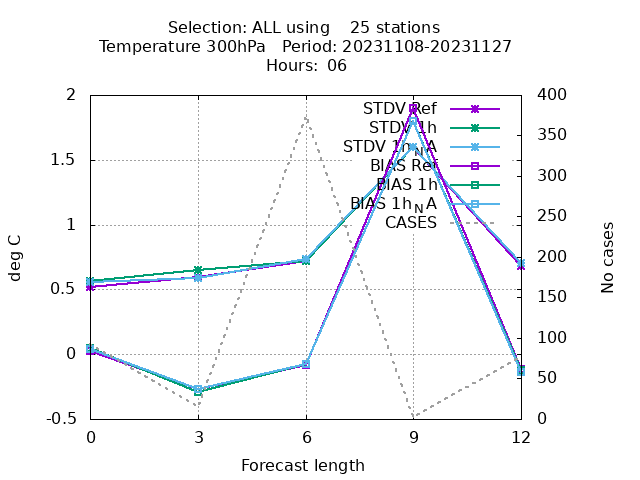 Selection: ALL using    25 stations
Temperature 300hPa   Period: 20231108-20231127
Hours:  06
2
1.5
1
0.5
0
-0.5
400
350
300
250
200
150
100
50
0
0
3
6
9
12
deg C
No cases
Forecast length
STDV Ref
STDV 1h
STDV 1h_NA
BIAS Ref
BIAS 1h
BIAS 1h_NA
CASES